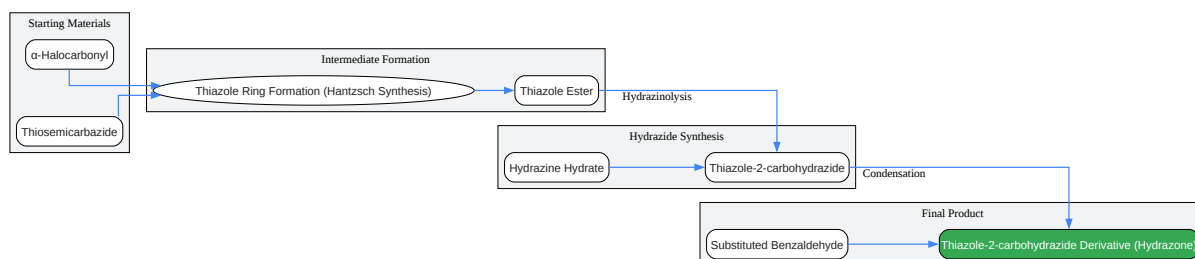 Starting Materials
α-Halocarbonyl
Thiosemicarbazide
Intermediate Formation
Thiazole Ring Formation (Hantzsch Synthesis)
Thiazole Ester
Hydrazinolysis
Hydrazide Synthesis
Hydrazine Hydrate
Thiazole-2-carbohydrazide
Condensation
Final Product
Substituted Benzaldehyde
Thiazole-2-carbohydrazide Derivative (Hydrazone)